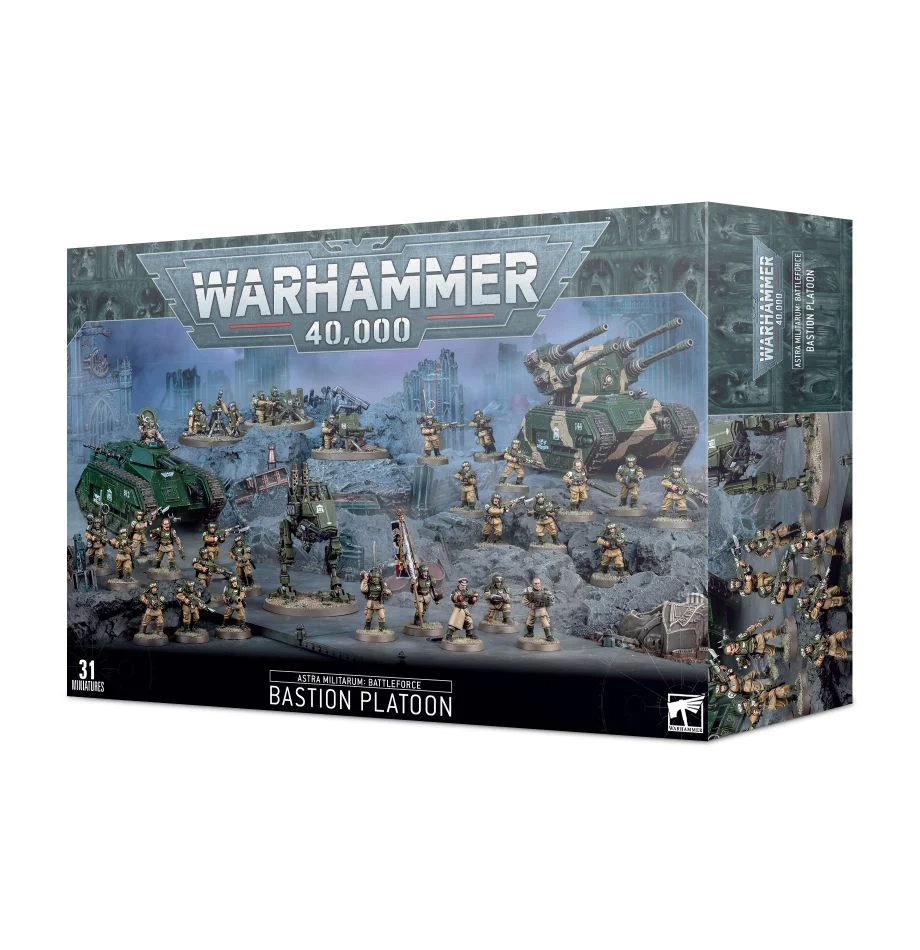 WARHAMMER
40,000
31
MINIATURES
ASTRA MILITARUM: BATTLEFORCE
BASTION PLATOON
WARHAMMER
WARHAMMER
40,000
ASTRA MILITARUM: BATTLEFORCE
BASTION PLATOON